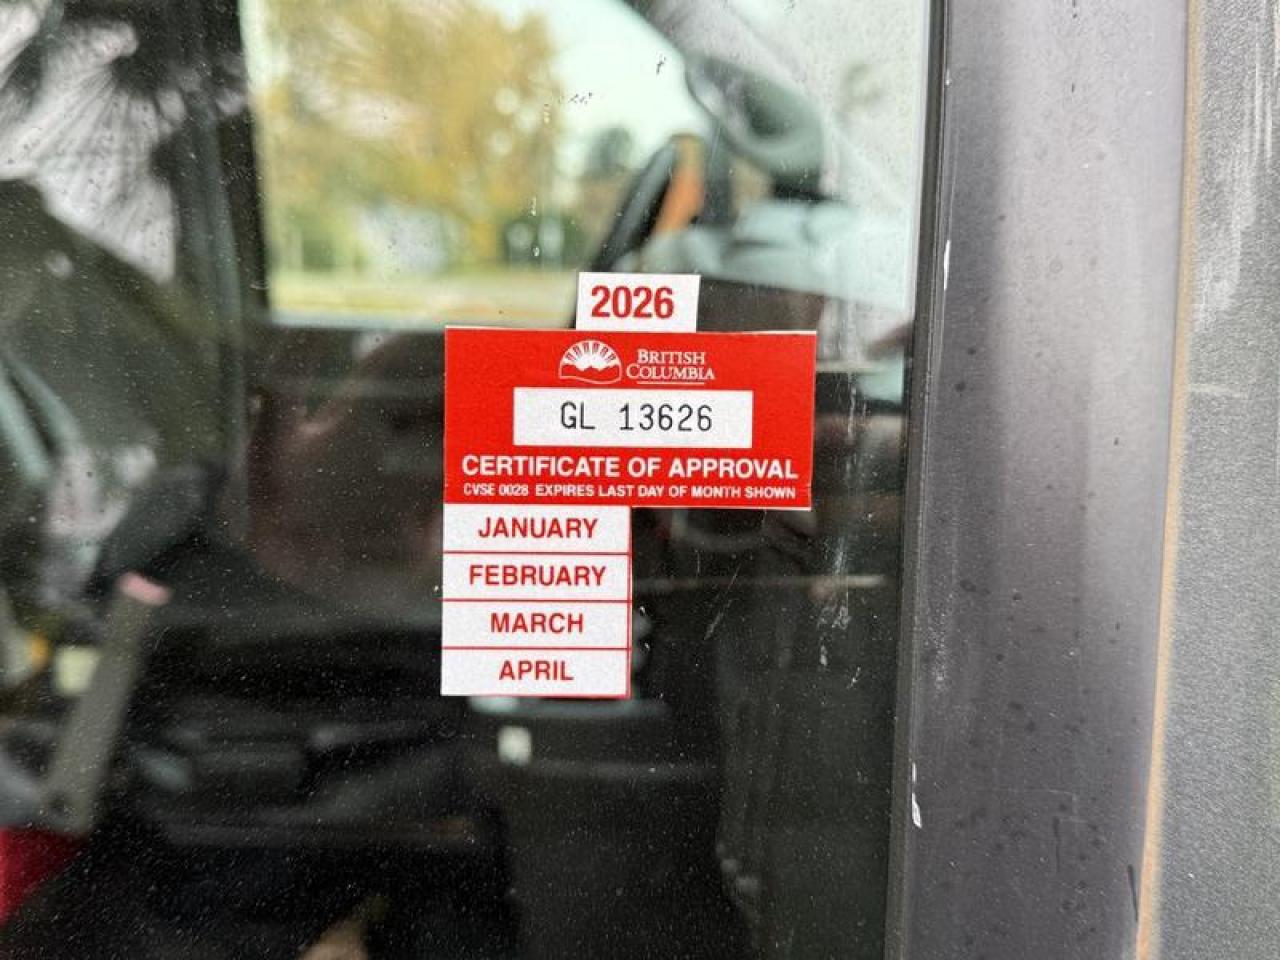 2026
BRITISH
COLUMBIA
GL 13626
CERTIFICATE OF APPROVAL
CVSE 0028 EXPIRES LAST DAY OF MONTH SHOWN
JANUARY
FEBRUARY
MARCH
APRIL